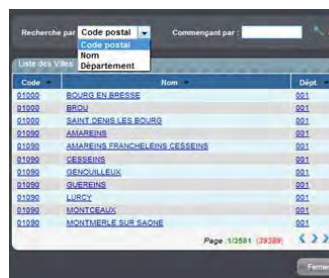 Recherche par Code postal Commençant par :
Code postal
Nom
Département
Liste des Villes
Code Nom Dépt.
01000 BOURG EN BRESSE 001
01000 BROU 001
01000 SAINT DENIS LES BOURG 001
01090 AMAREINS 001
01090 AMAREINS FRANCHELEINS CESSEINS 001
01090 CESSEINS 001
01090 GENOUILLEUX 001
01090 GUEREINS 001
01090 LURCY 001
01090 MONTCEAUX 001
01090 MONTMERLE SUR SAONE 001
Page :1/3581 (39389)